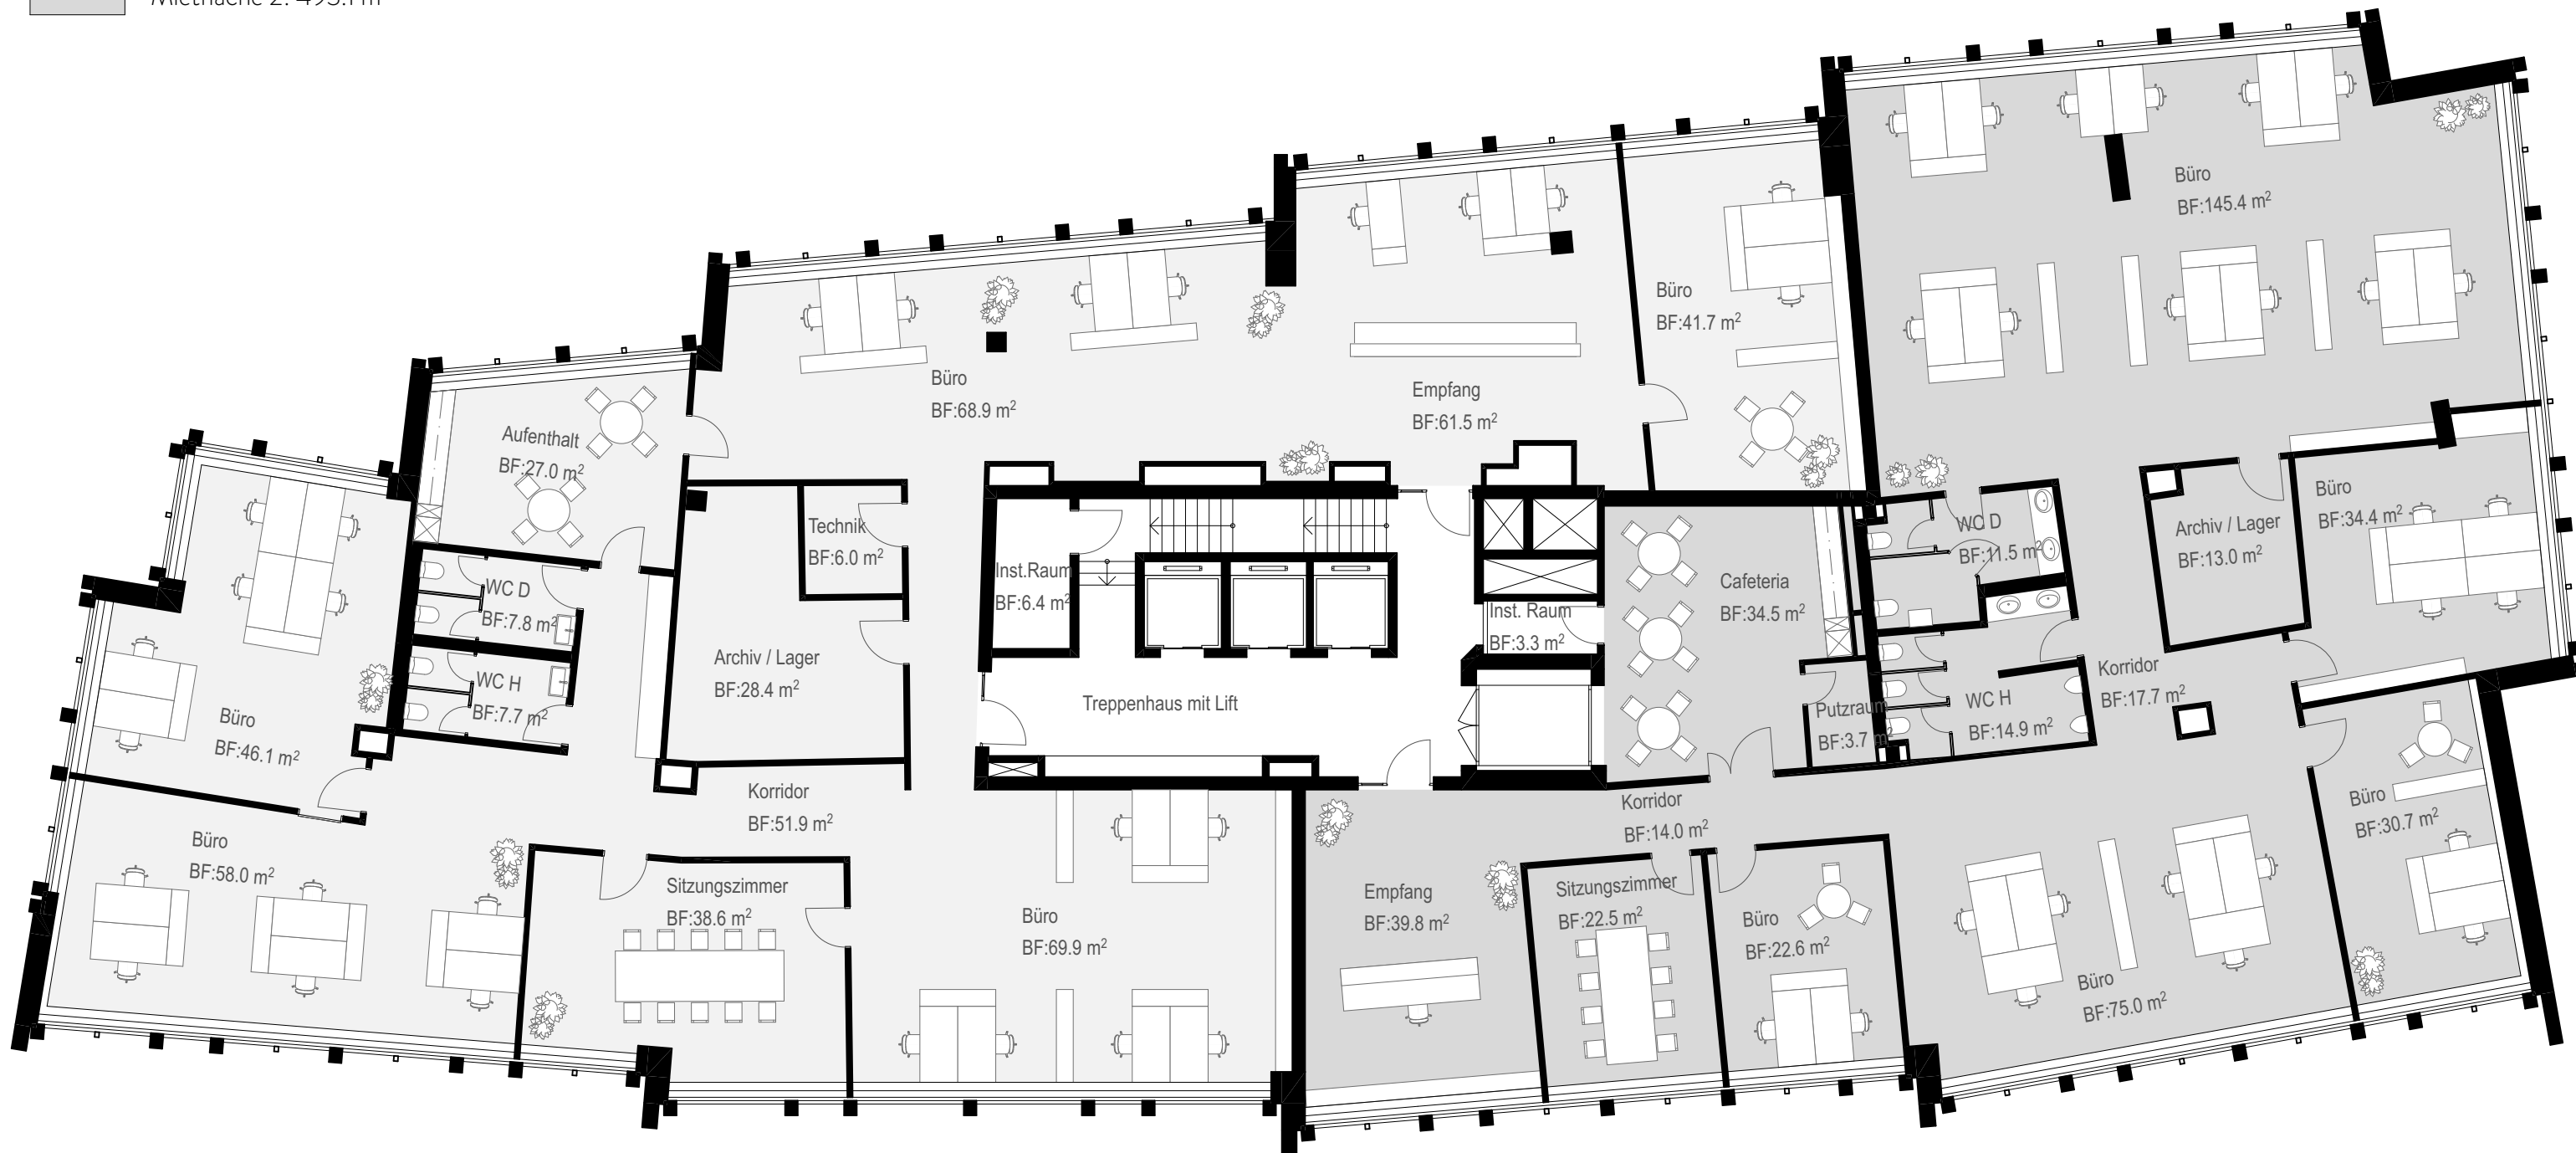 Mietfläche 2: 493.1 m²
Büro
BF:145.4 m²
Büro
BF:41.7 m²
Büro
BF:68.9 m²
Empfang
BF:61.5 m²
Aufenthalt
BF:27.0 m²
Technik
BF:6.0 m²
Inst.Raum
BF:6.4 m²
Inst. Raum
BF:3.3 m²
Cafeteria
BF:34.5 m²
WC D
BF:11.5 m²
Archiv / Lager
BF:13.0 m²
Büro
BF:34.4 m²
WC D
BF:7.8 m²
WC H
BF:7.7 m²
Archiv / Lager
BF:28.4 m²
Treppenhaus mit Lift
Putzraum
BF:3.7 m²
WC H
BF:14.9 m²
Korridor
BF:17.7 m²
Büro
BF:46.1 m²
Büro
BF:58.0 m²
Korridor
BF:51.9 m²
Korridor
BF:14.0 m²
Büro
BF:30.7 m²
Sitzungszimmer
BF:38.6 m²
Büro
BF:69.9 m²
Empfang
BF:39.8 m²
Sitzungszimmer
BF:22.5 m²
Büro
BF:22.6 m²
Büro
BF:75.0 m²